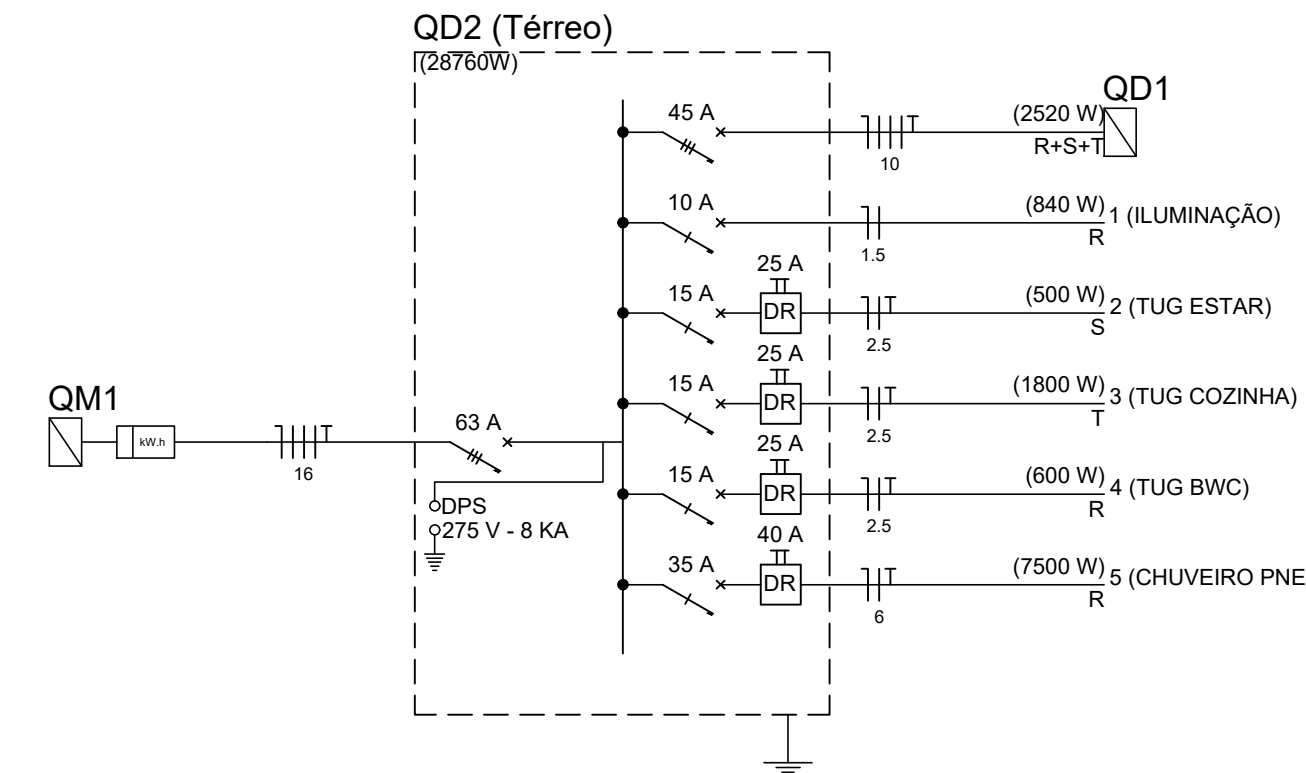 QD2 (Térreo)
(28760W)
QD1
45 A
10
(2520 W)
R+S+T
10 A
1.5
(840 W)
1 (ILUMINAÇÃO)
R
15 A
25 A
DR
2.5
(500 W)
2 (TUG ESTAR)
S
15 A
25 A
DR
2.5
(1800 W)
3 (TUG COZINHA)
T
QM1
kW.h
16
63 A
DPS
275 V - 8 KA
15 A
25 A
DR
2.5
(600 W)
4 (TUG BWC)
R
35 A
40 A
DR
6
(7500 W)
5 (CHUVEIRO PNE
R